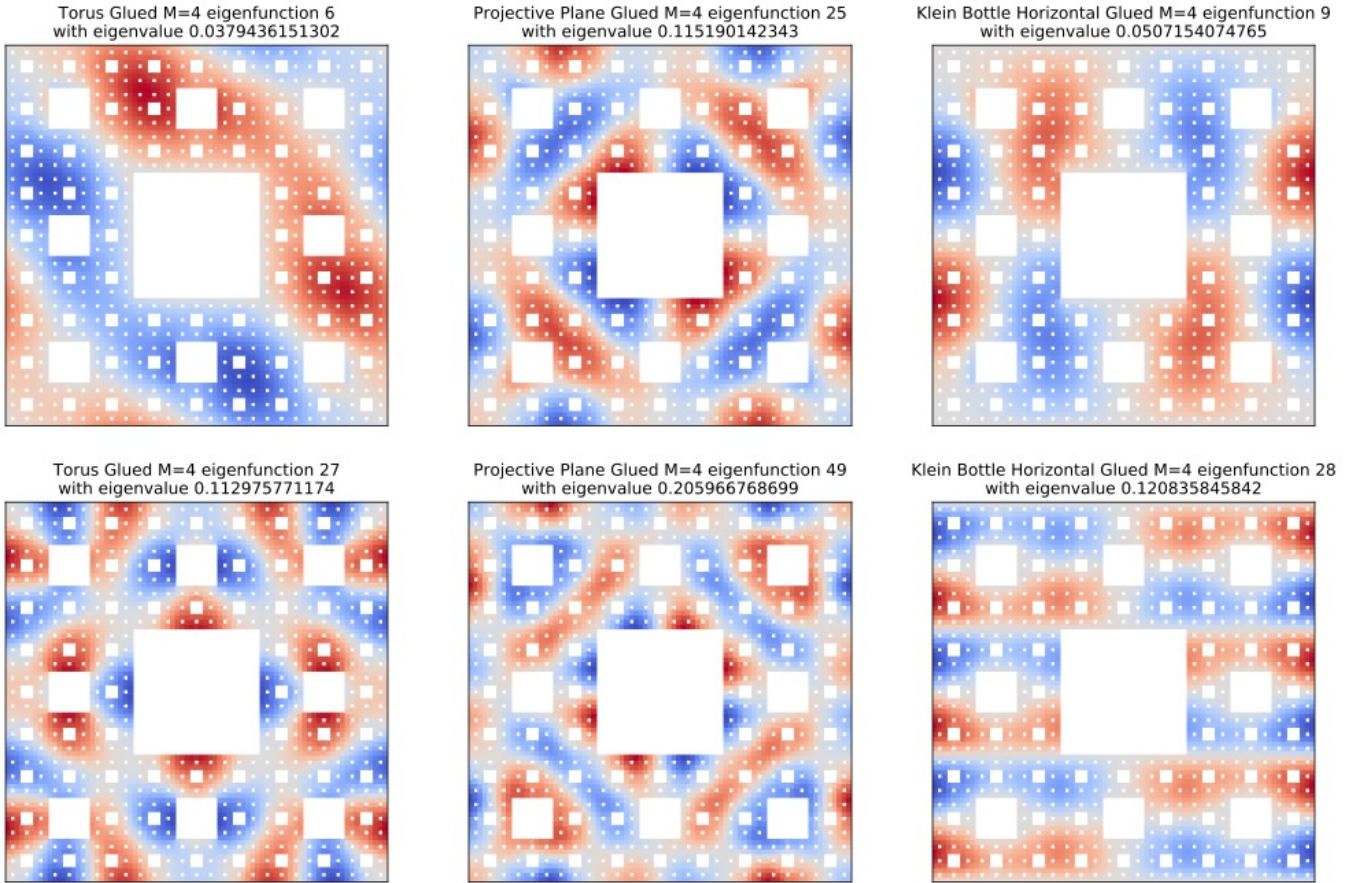 Torus Glued M=4 eigenfunction 6
with eigenvalue 0.0379436151302
Projective Plane Glued M=4 eigenfunction 25
with eigenvalue 0.115190142343
Klein Bottle Horizontal Glued M=4 eigenfunction 9
with eigenvalue 0.0507154074765
Torus Glued M=4 eigenfunction 27
with eigenvalue 0.112975771174
Projective Plane Glued M=4 eigenfunction 49
with eigenvalue 0.205966768699
Klein Bottle Horizontal Glued M=4 eigenfunction 28
with eigenvalue 0.120835845842